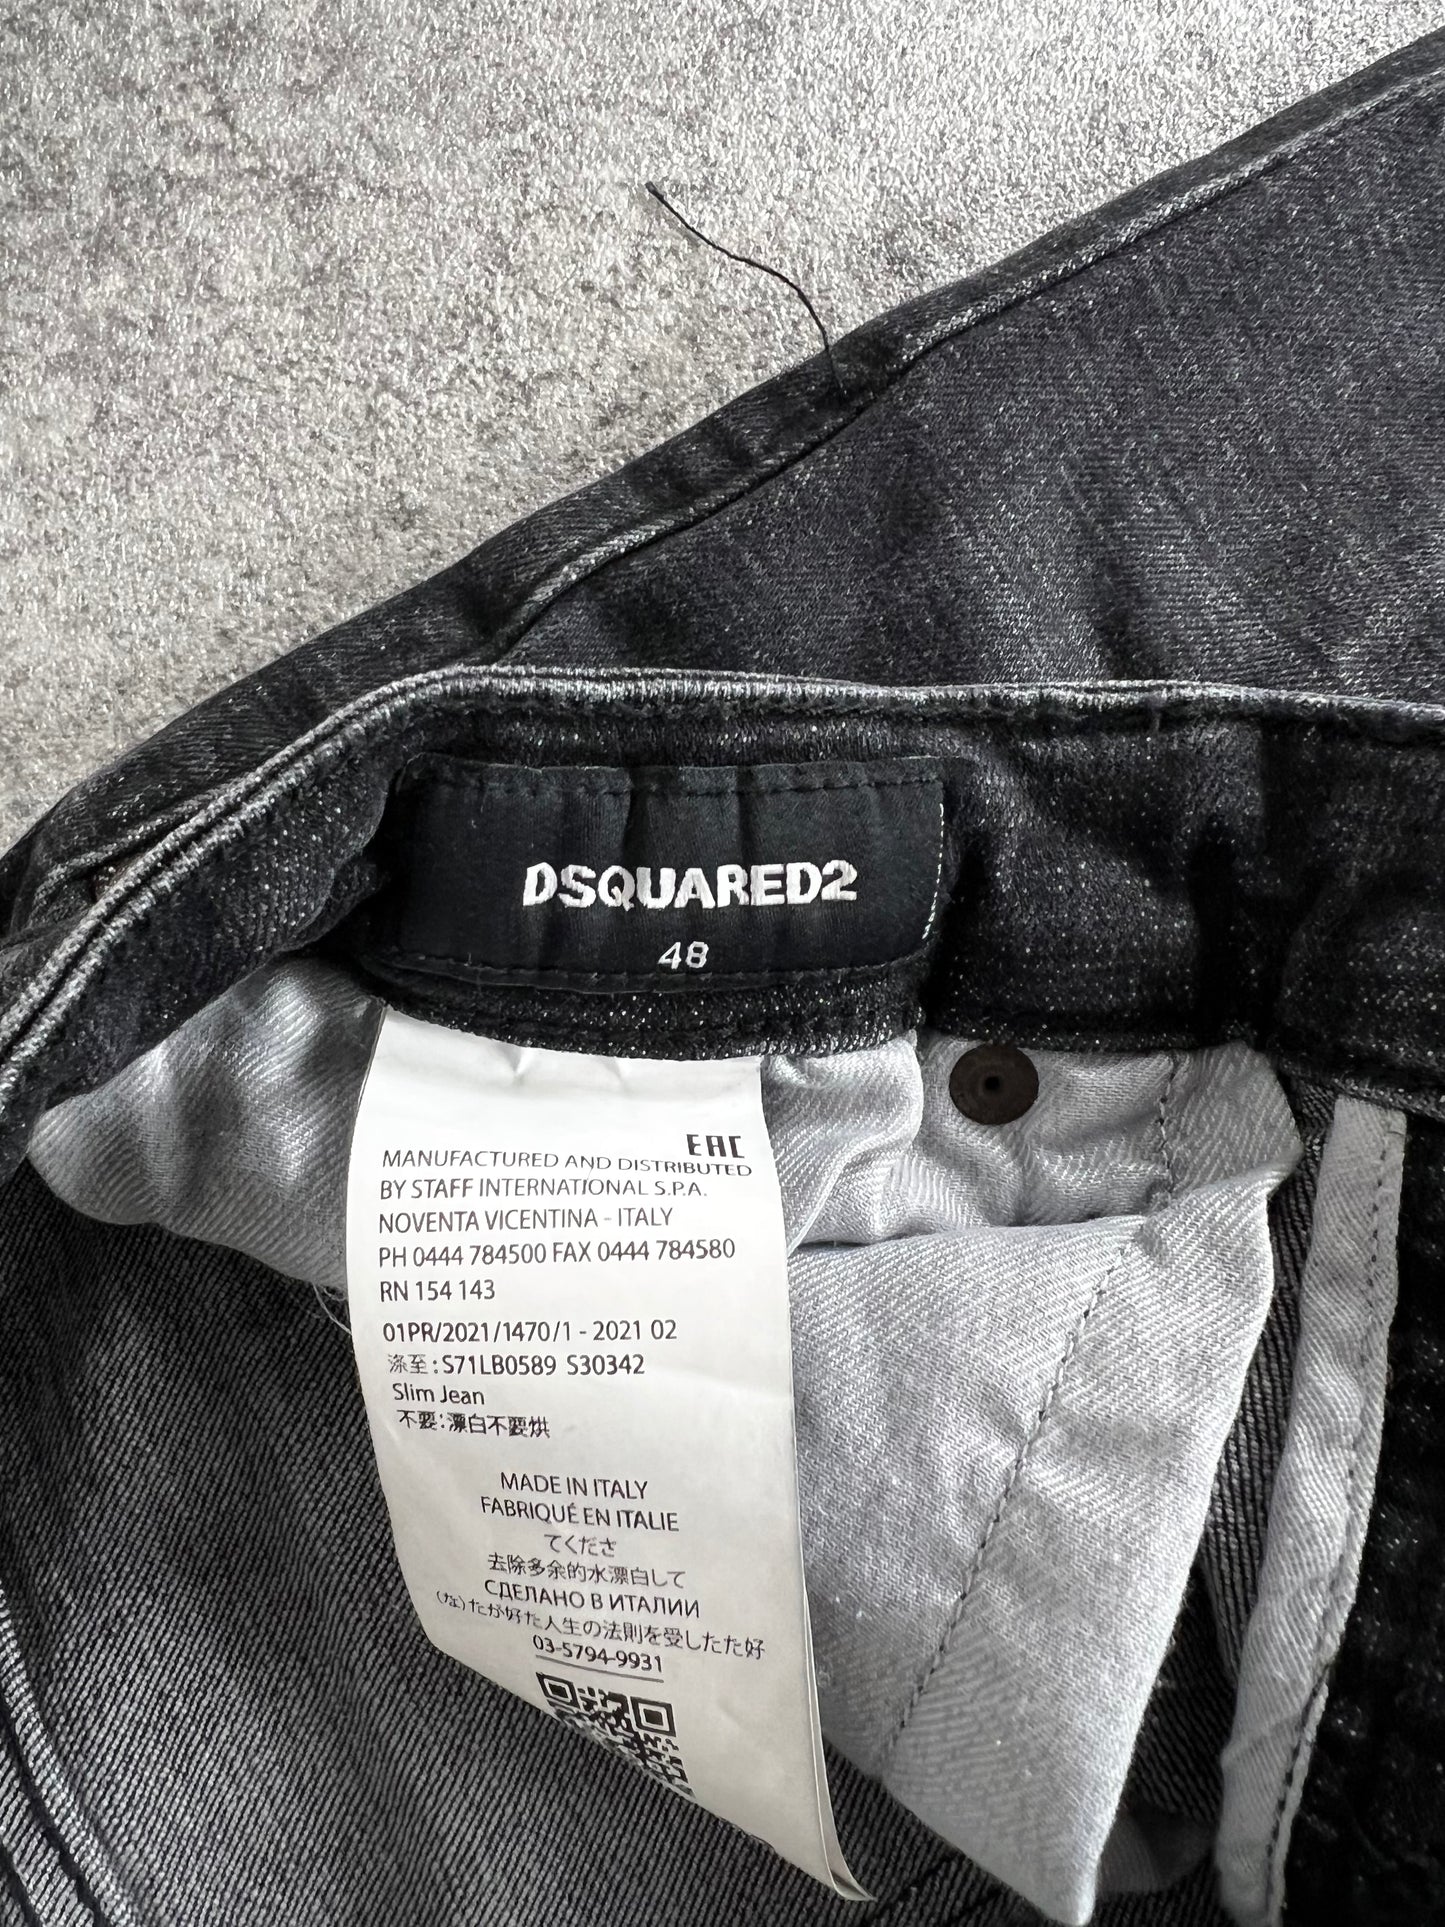 DSQUARED2
48
EAC
MANUFACTURED AND DISTRIBUTED
BY STAFF INTERNATIONAL S.P.A.
NOVENTA VICENTINA - ITALY
PH 0444 784500 FAX 0444 784580
RN 154 143
01PR/2021/1470/1 - 2021 02
涤至: S71LB0589 S30342
Slim Jean
不要: 漂白不要烘
MADE IN ITALY
FABRIQUÉ EN ITALIE
てくださ
去除多余的水漂白して
СДЕЛАНО В ИТАЛИИ
(な)たが好た人生の法則を受したた好
03-5794-9931